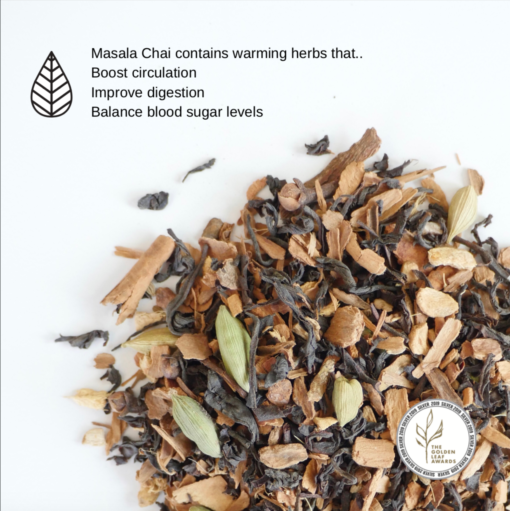 Masala Chai contains warming herbs that..
Boost circulation
Improve digestion
Balance blood sugar levels
THE
GOLDEN
LEAF
AWARDS